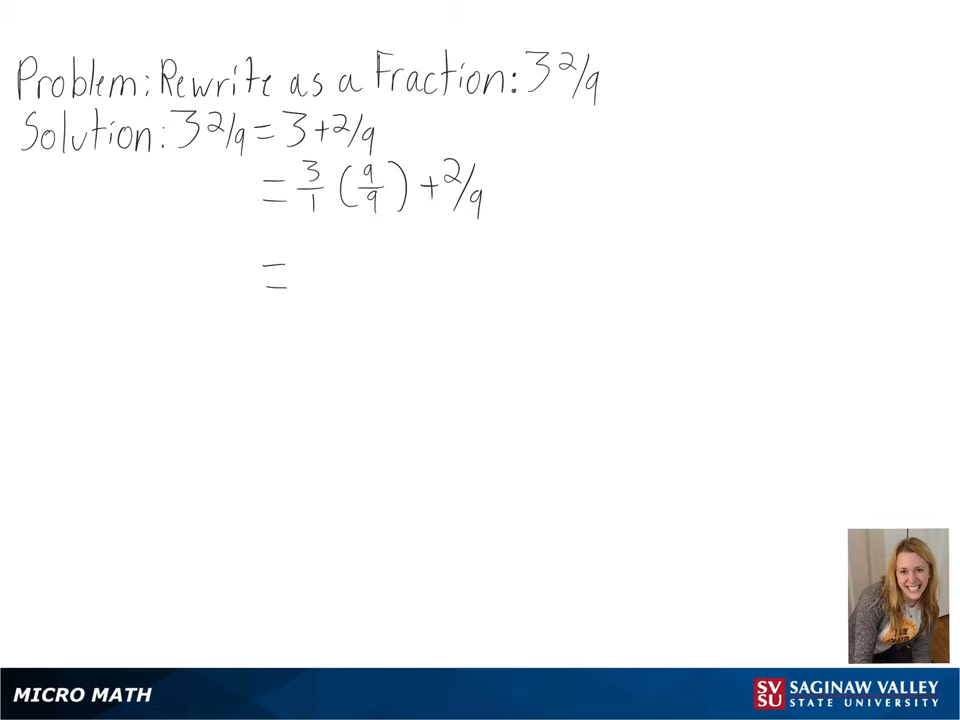 Problem: Rewrite as a Fraction: 3 2/9
Solution: 3 2/9 = 3 + 2/9
= 3/1 (9/9) + 2/9
=
MICRO MATH
SVSU SAGINAW VALLEY
STATE UNIVERSITY